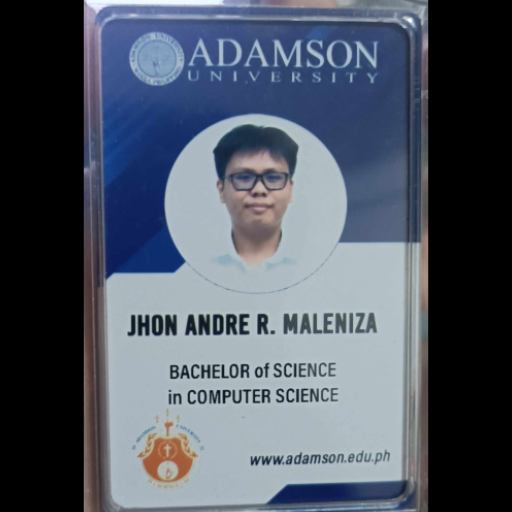 ADAMSON
UNIVERSITY
JHON ANDRE R. MALENIZA
BACHELOR of SCIENCE
in COMPUTER SCIENCE
www.adamson.edu.ph